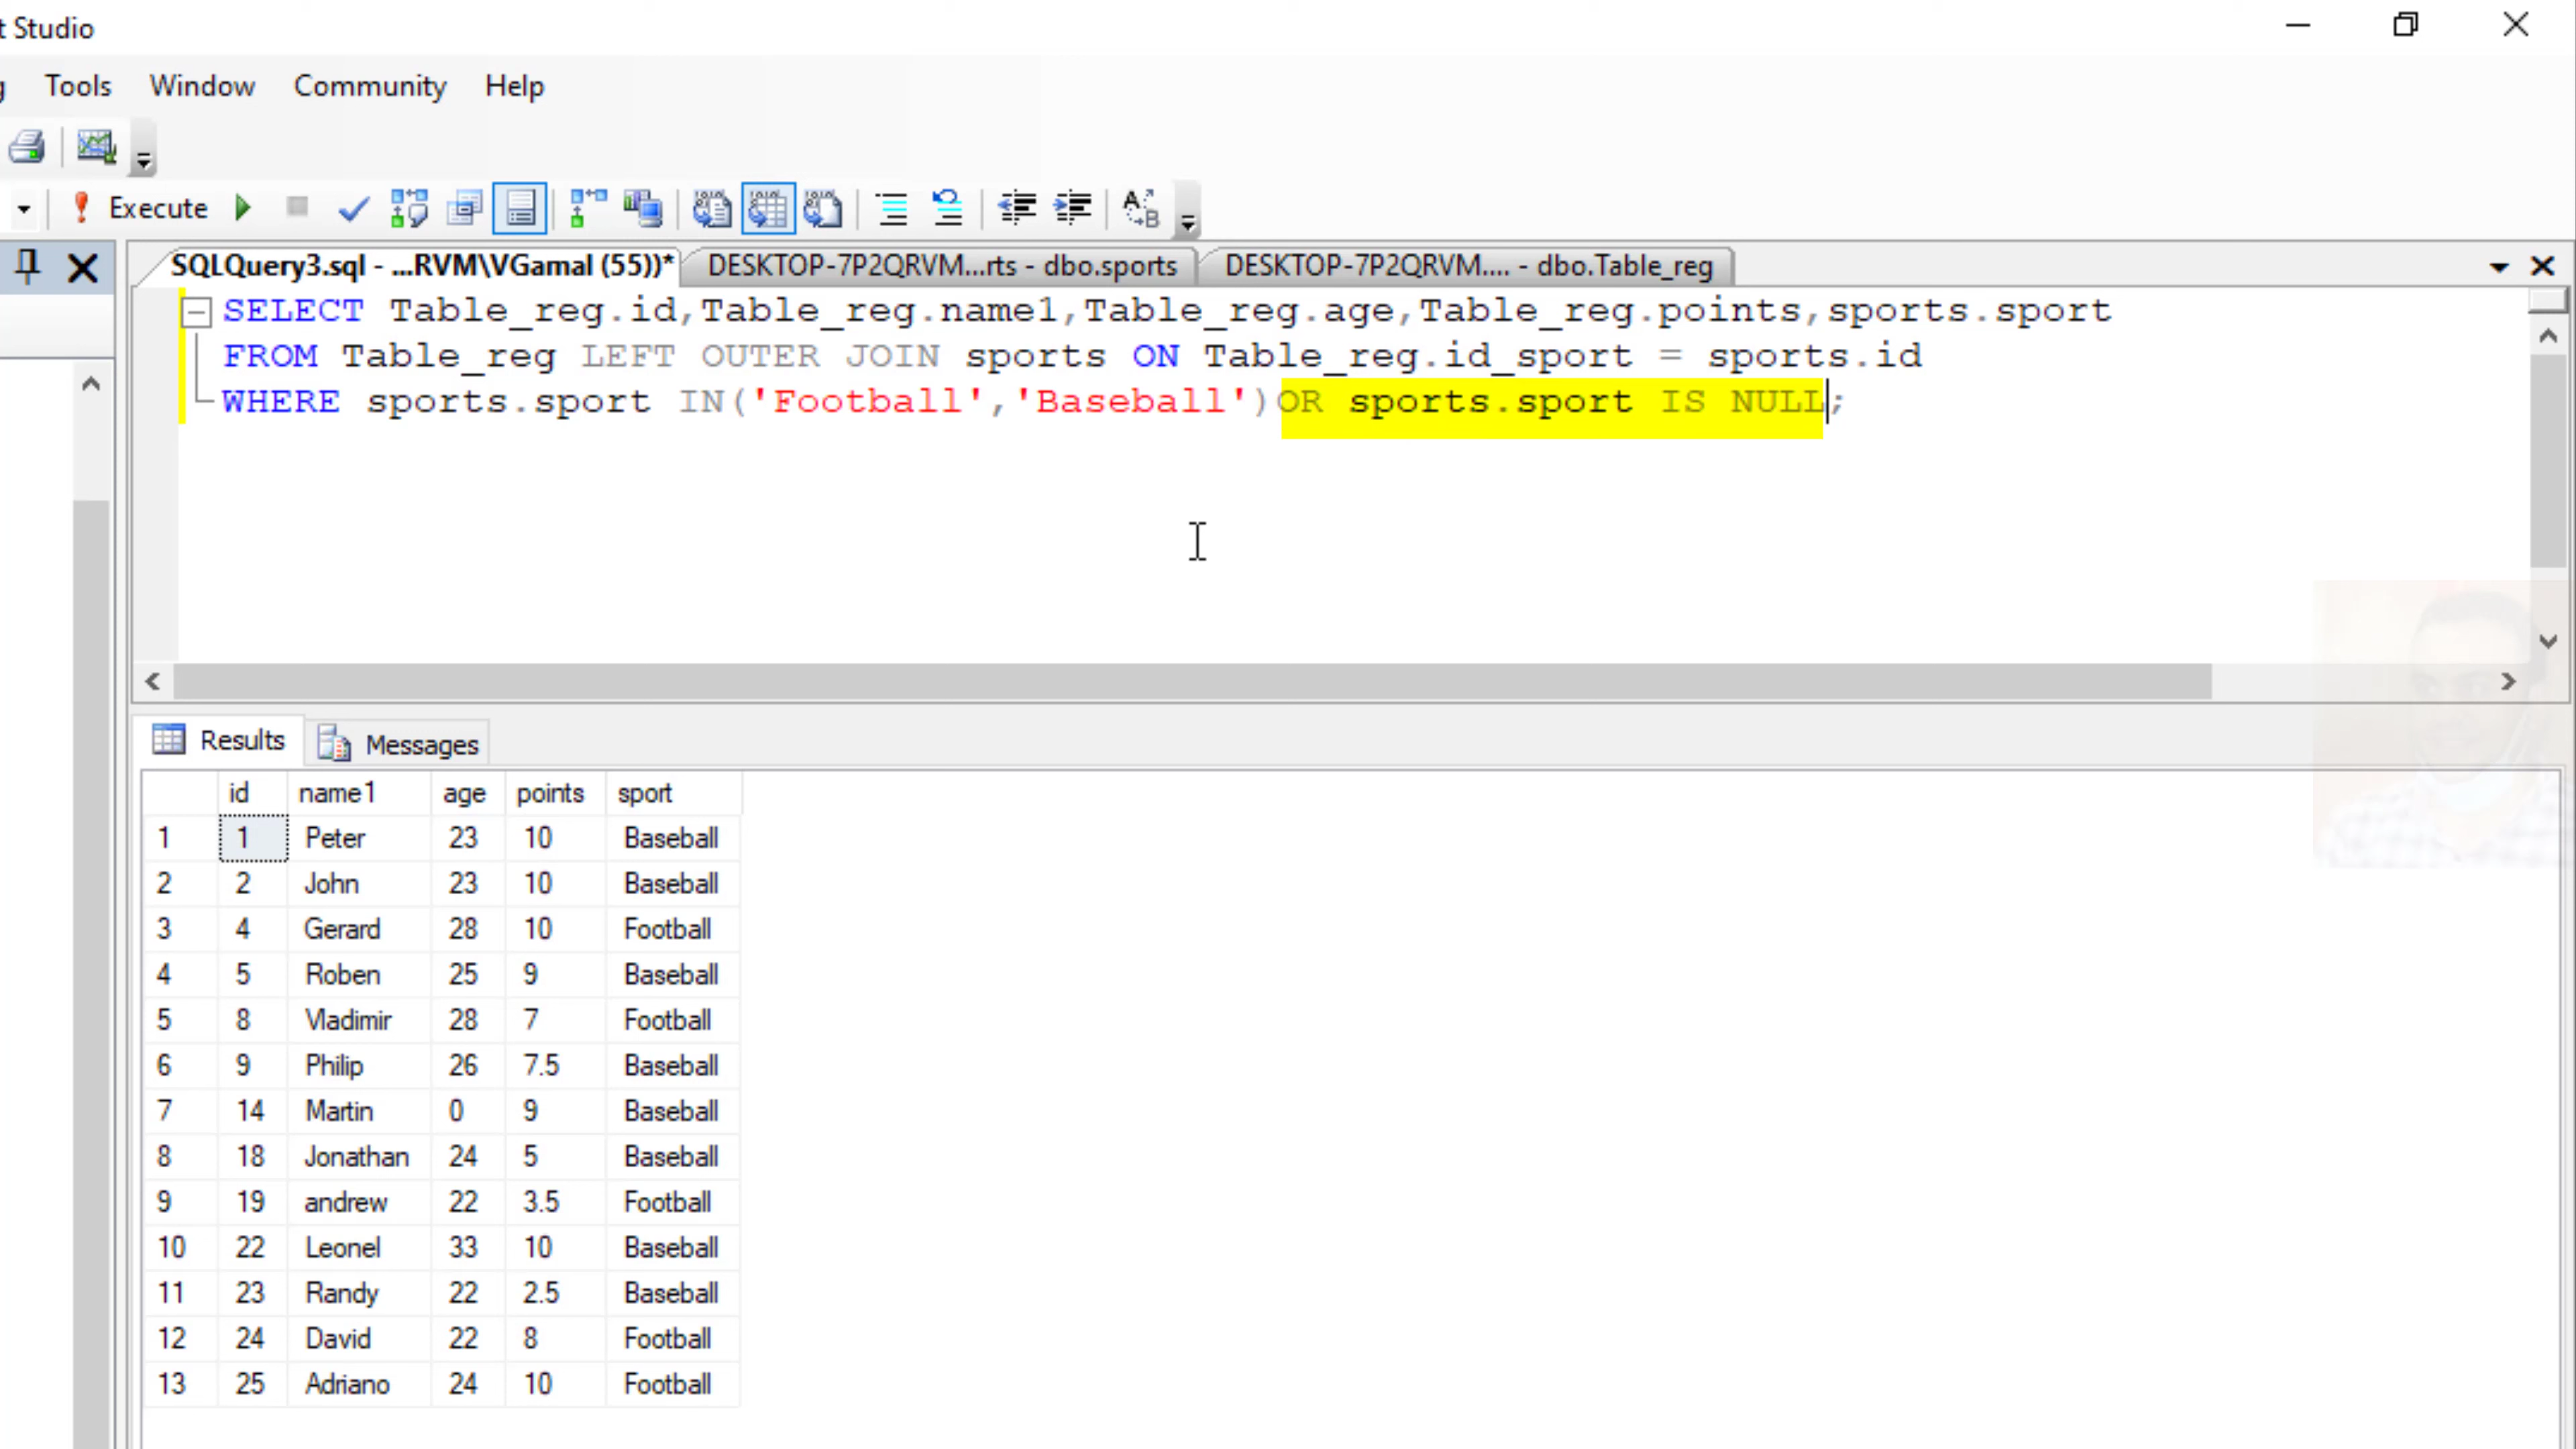 t Studio
Tools Window Community Help
Execute
SQLQuery3.sql - ...RVM\VGamal (55))* DESKTOP-7P2QRVM...rts - dbo.sports DESKTOP-7P2QRVM.... - dbo.Table_reg
SELECT Table_reg.id,Table_reg.name1,Table_reg.age,Table_reg.points,sports.sport
FROM Table_reg LEFT OUTER JOIN sports ON Table_reg.id_sport = sports.id
WHERE sports.sport IN('Football','Baseball')OR sports.sport IS NULL;
Results Messages
id name1 age points sport
1 1 Peter 23 10 Baseball
2 2 John 23 10 Baseball
3 4 Gerard 28 10 Football
4 5 Roben 25 9 Baseball
5 8 Vladimir 28 7 Football
6 9 Philip 26 7.5 Baseball
7 14 Martin 0 9 Baseball
8 18 Jonathan 24 5 Baseball
9 19 andrew 22 3.5 Football
10 22 Leonel 33 10 Baseball
11 23 Randy 22 2.5 Baseball
12 24 David 22 8 Football
13 25 Adriano 24 10 Football